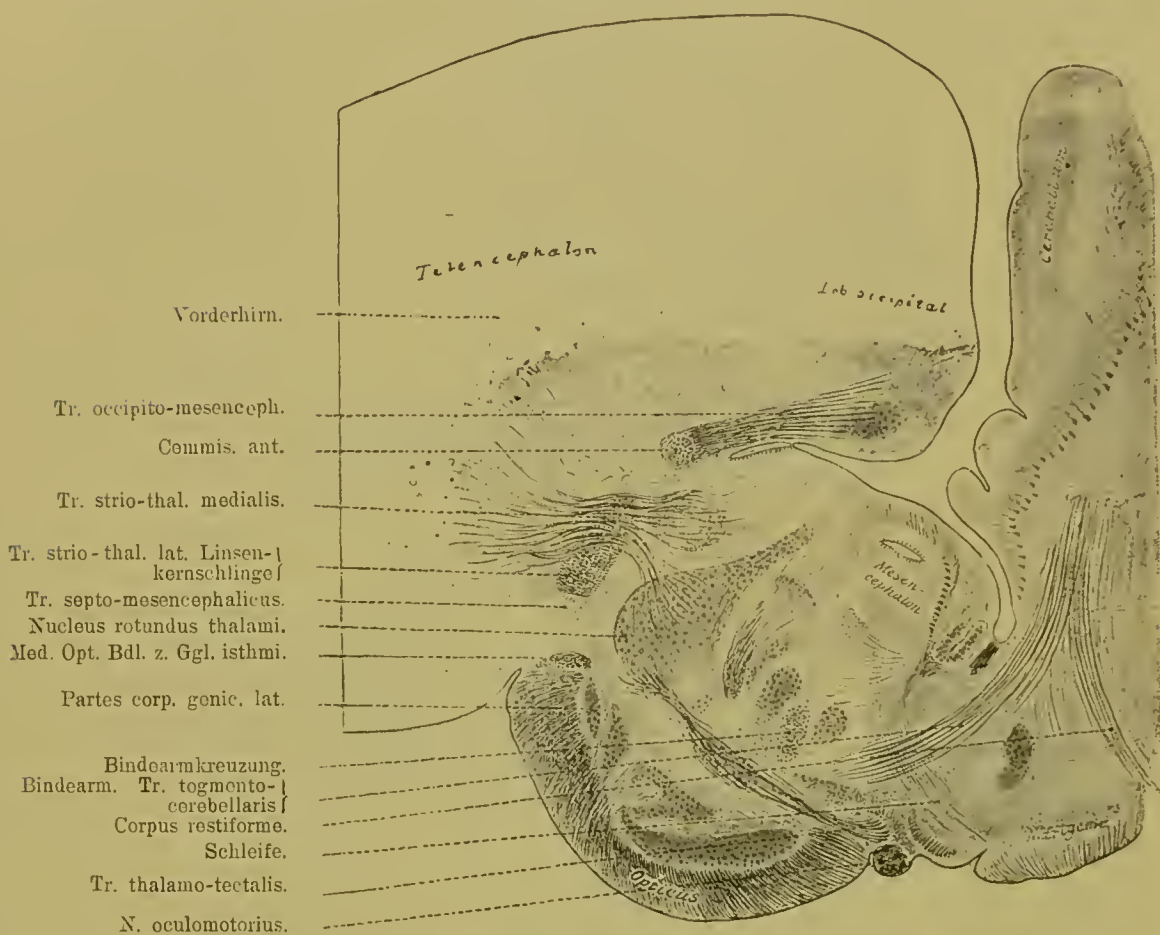 Telencephalon
Lob occipital
Cerebellum
Vorderhirn.
Tr. occipito-mesenceph.
Commis. ant.
Tr. strio-thal. medialis.
Tr. strio-thal. lat. Linsen-
kernschlinge
Tr. septo-mesencephalicus.
Nucleus rotundus thalami.
Med. Opt. Bdl. z. Ggl. isthmi.
Partes corp. genic. lat.
Mesen-
cephalon
Bindearmkreuzung.
Bindearm. Tr. tegmento-
cerebellaris
Corpus restiforme.
Schleife.
Tr. thalamo-tectalis.
N. oculomotorius.
Opticus